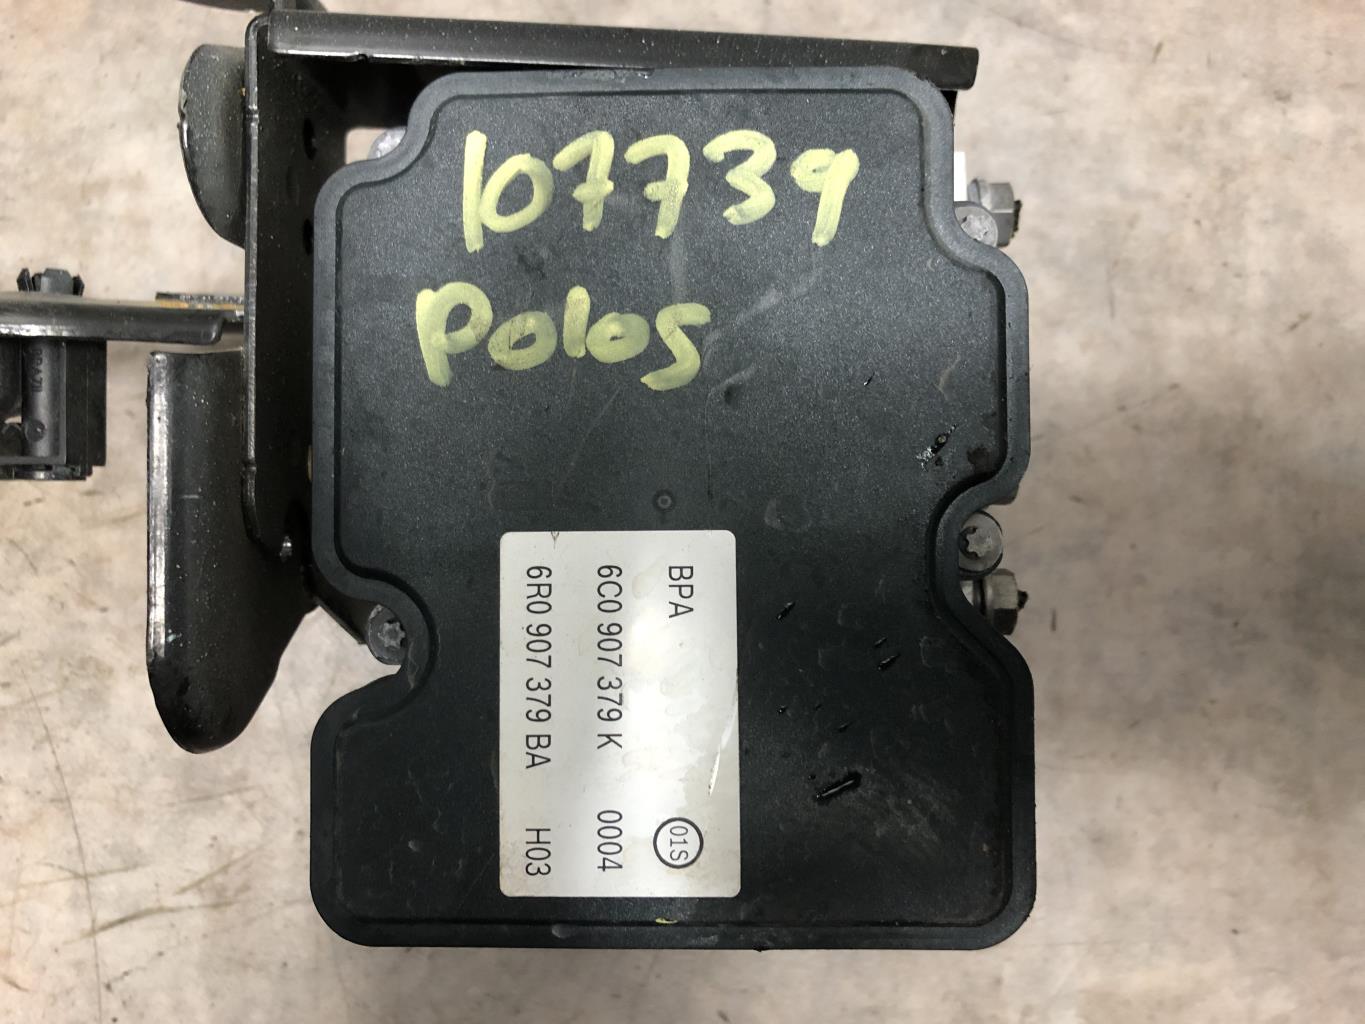 107739
Polos
BPA 01S
6C0 907 379 K 0004
6R0 907 379 BA H03